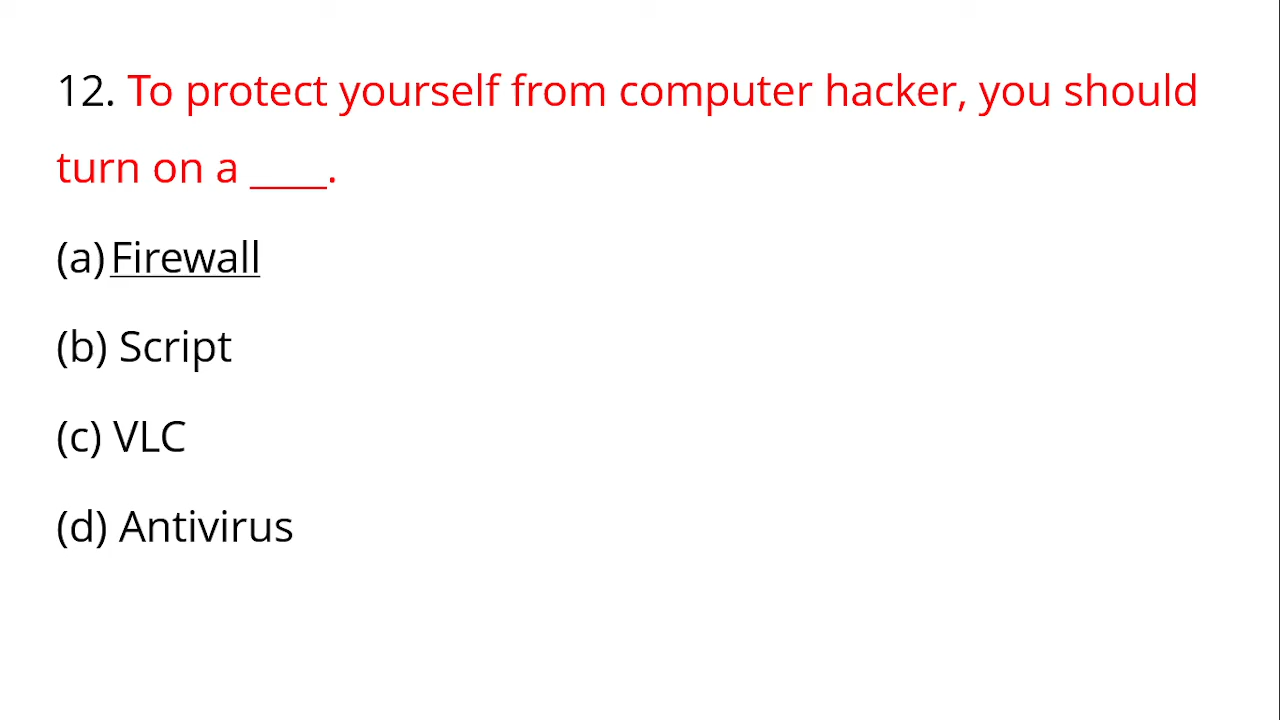 12. To protect yourself from computer hacker, you should
turn on a ____.
(a) Firewall
(b) Script
(c) VLC
(d) Antivirus